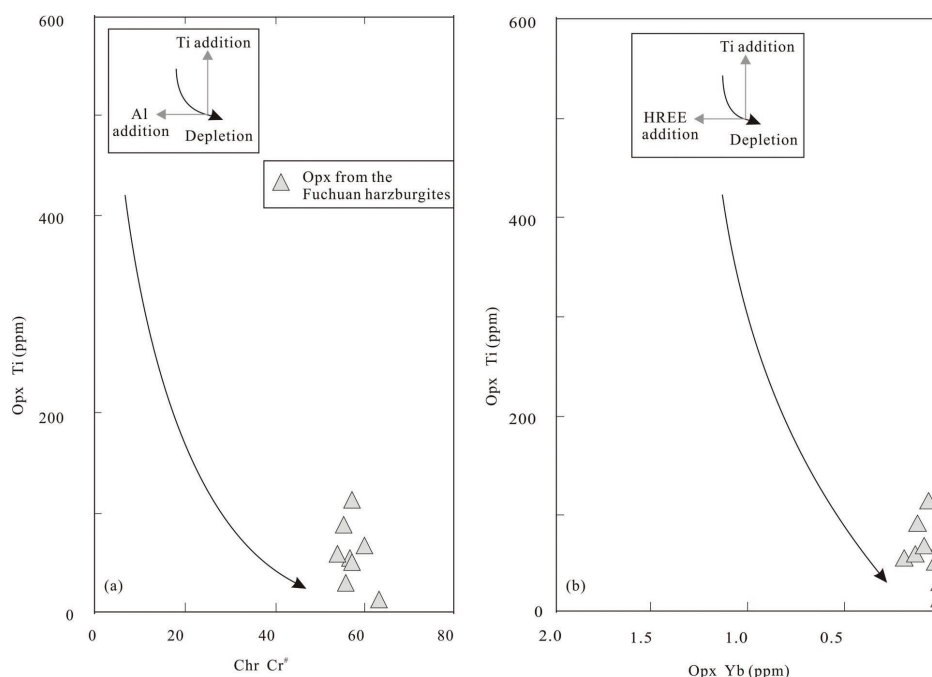 600
Ti addition
Al
addition
Depletion
Opx from the
Fuchuan harzburgites
400
Opx Ti (ppm)
200
(a)
0
0 20 40 60 80
Chr Cr#
600
Ti addition
HREE
addition
Depletion
400
Opx Ti (ppm)
200
(b)
0
2.0 1.5 1.0 0.5
Opx Yb (ppm)